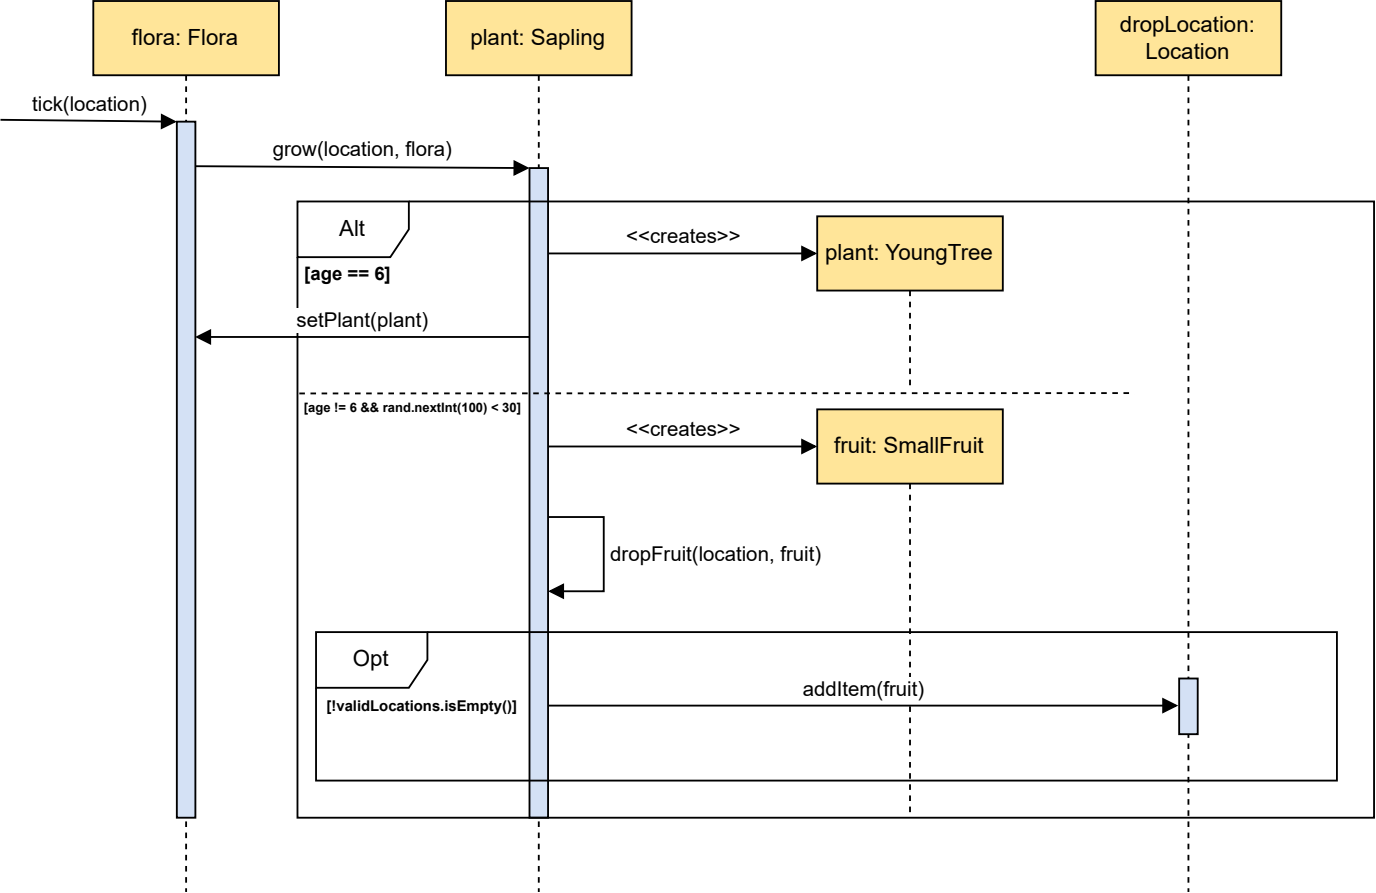 flora: Flora
plant: Sapling
dropLocation:
Location
tick(location)
grow(location, flora)
Alt
<<creates>>
plant: YoungTree
[age == 6]
setPlant(plant)
[age != 6 && rand.nextInt(100) < 30]
<<creates>>
fruit: SmallFruit
dropFruit(location, fruit)
Opt
addItem(fruit)
[!validLocations.isEmpty()]